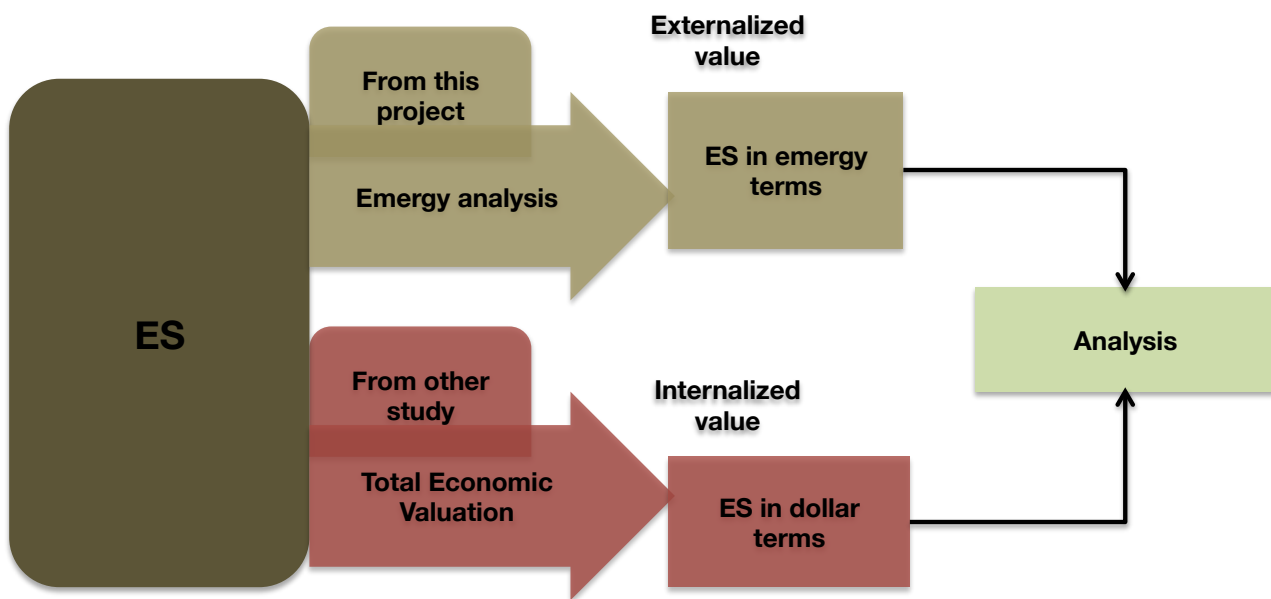 ES
From this
project
Emergy analysis
Externalized
value
ES in emergy
terms
From other
study
Total Economic
Valuation
Internalized
value
ES in dollar
terms
Analysis